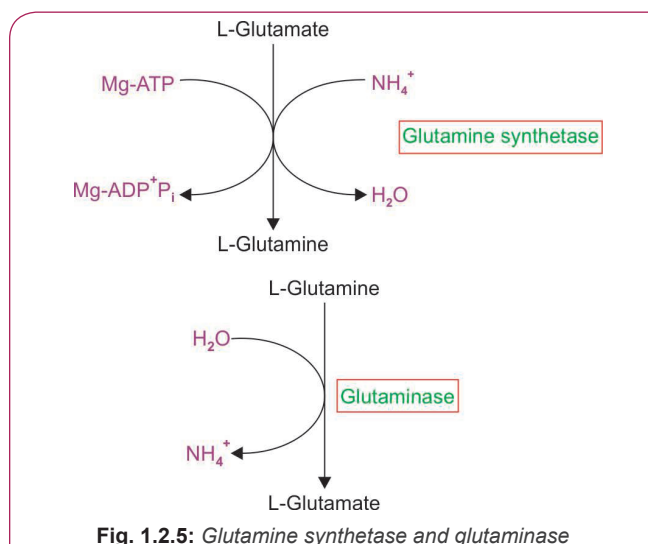 L-Glutamate
Mg-ATP
NH₄⁺
Glutamine synthetase
Mg-ADP⁺Pᵢ
H₂O
L-Glutamine
L-Glutamine
H₂O
Glutaminase
NH₄⁺
L-Glutamate
Fig. 1.2.5: Glutamine synthetase and glutaminase